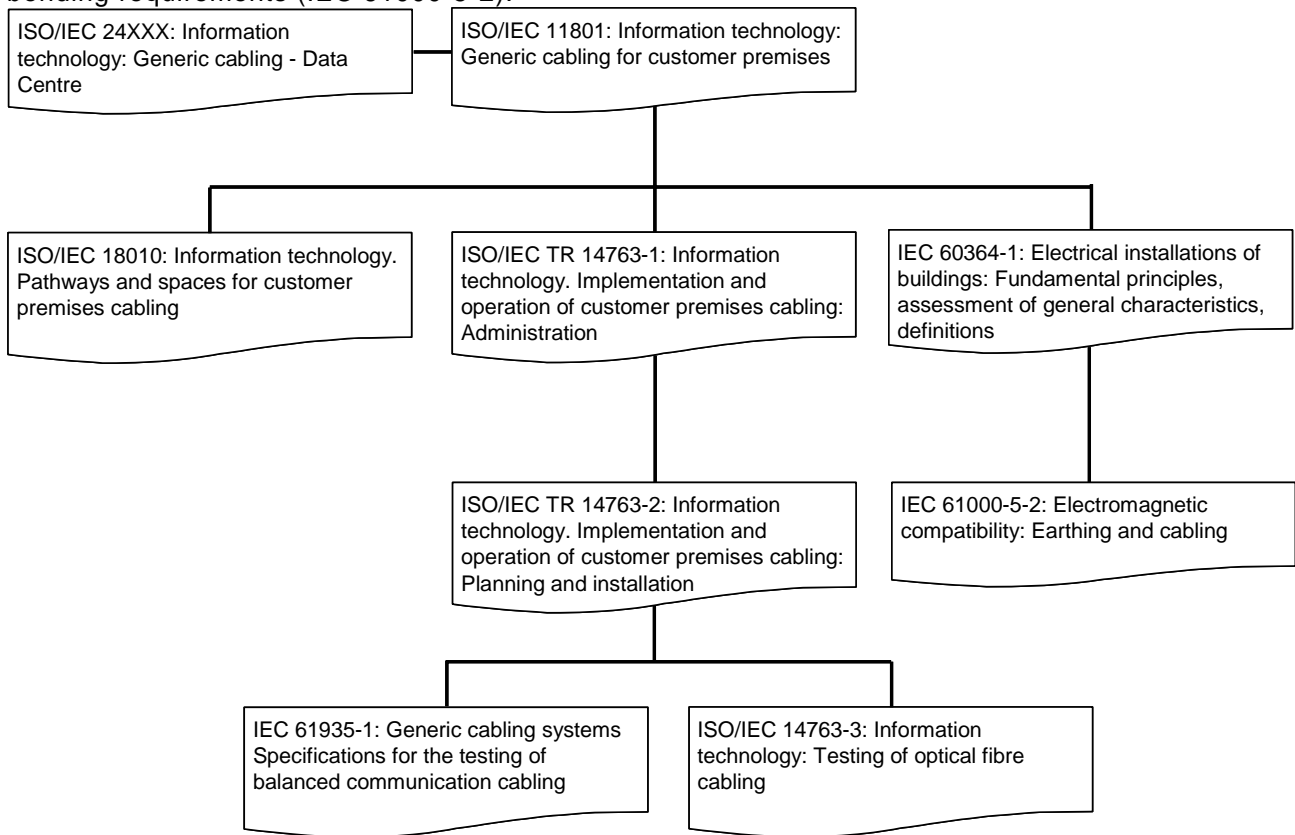 ISO/IEC 24XXX: Information
technology: Generic cabling - Data
Centre
ISO/IEC 11801: Information technology:
Generic cabling for customer premises
ISO/IEC 18010: Information technology.
Pathways and spaces for customer
premises cabling
ISO/IEC TR 14763-1: Information
technology. Implementation and
operation of customer premises cabling:
Administration
IEC 60364-1: Electrical installations of
buildings: Fundamental principles,
assessment of general characteristics,
definitions
ISO/IEC TR 14763-2: Information
technology. Implementation and
operation of customer premises cabling:
Planning and installation
IEC 61000-5-2: Electromagnetic
compatibility: Earthing and cabling
IEC 61935-1: Generic cabling systems
Specifications for the testing of
balanced communication cabling
ISO/IEC 14763-3: Information
technology: Testing of optical fibre
cabling